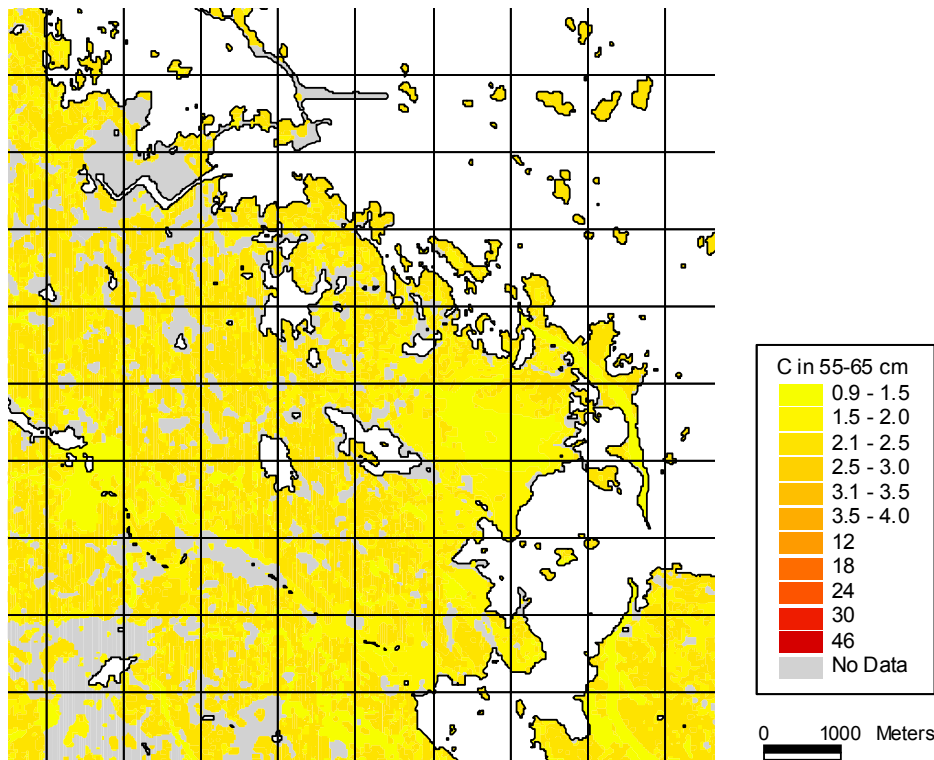 C in 55-65 cm
0.9 - 1.5
1.5 - 2.0
2.1 - 2.5
2.5 - 3.0
3.1 - 3.5
3.5 - 4.0
12
18
24
30
46
No Data
0 1000 Meters